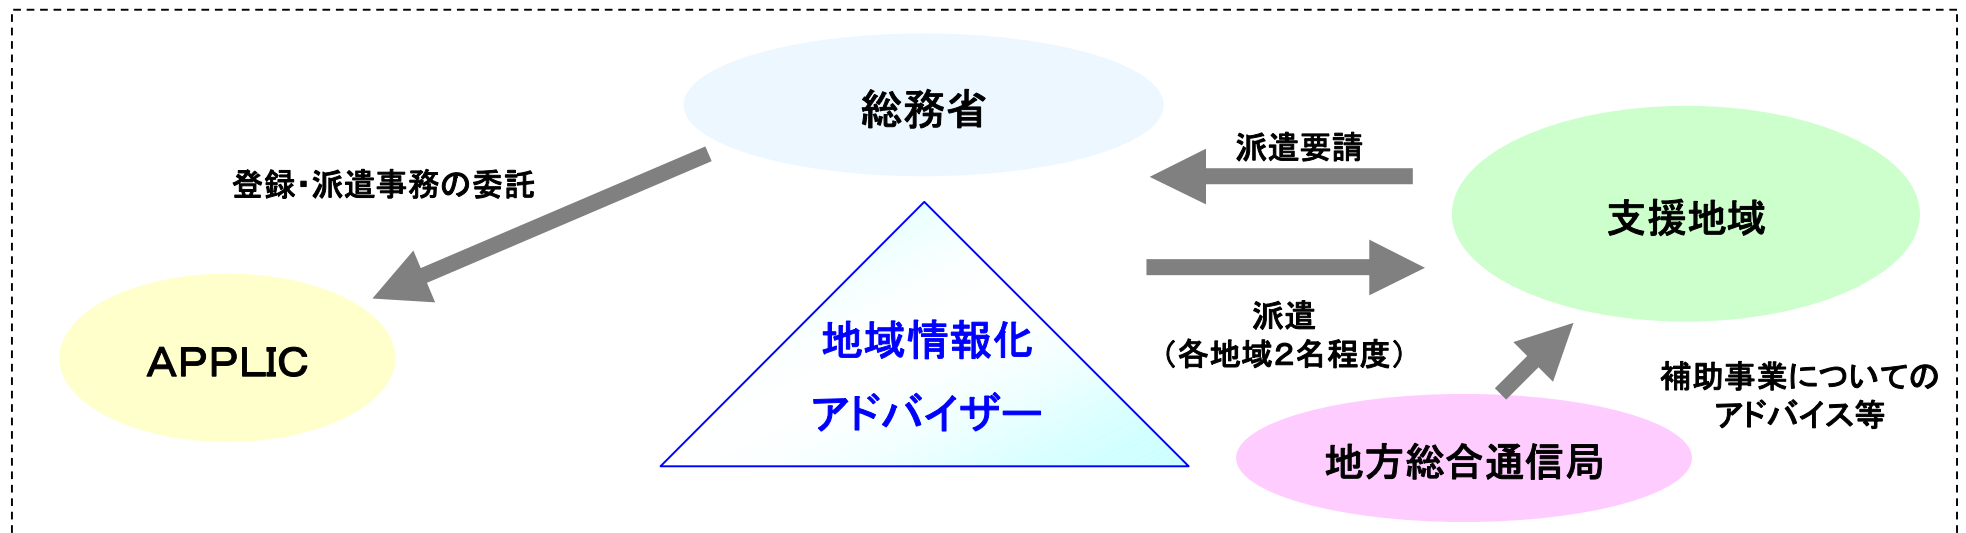 総務省
派遣要請
登録・派遣事務の委託
支援地域
派遣
（各地域２名程度）
地域情報化
アドバイザー
ＡＰＰＬＩＣ
補助事業についての
アドバイス等
地方総合通信局